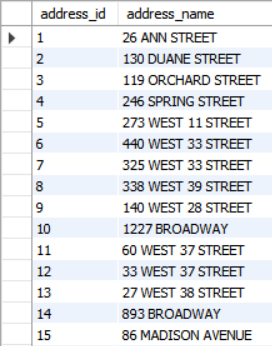 address_id address_name
1 26 ANN STREET
2 130 DUANE STREET
3 119 ORCHARD STREET
4 246 SPRING STREET
5 273 WEST 11 STREET
6 440 WEST 33 STREET
7 325 WEST 33 STREET
8 338 WEST 39 STREET
9 140 WEST 28 STREET
10 1227 BROADWAY
11 60 WEST 37 STREET
12 33 WEST 37 STREET
13 27 WEST 38 STREET
14 893 BROADWAY
15 86 MADISON AVENUE